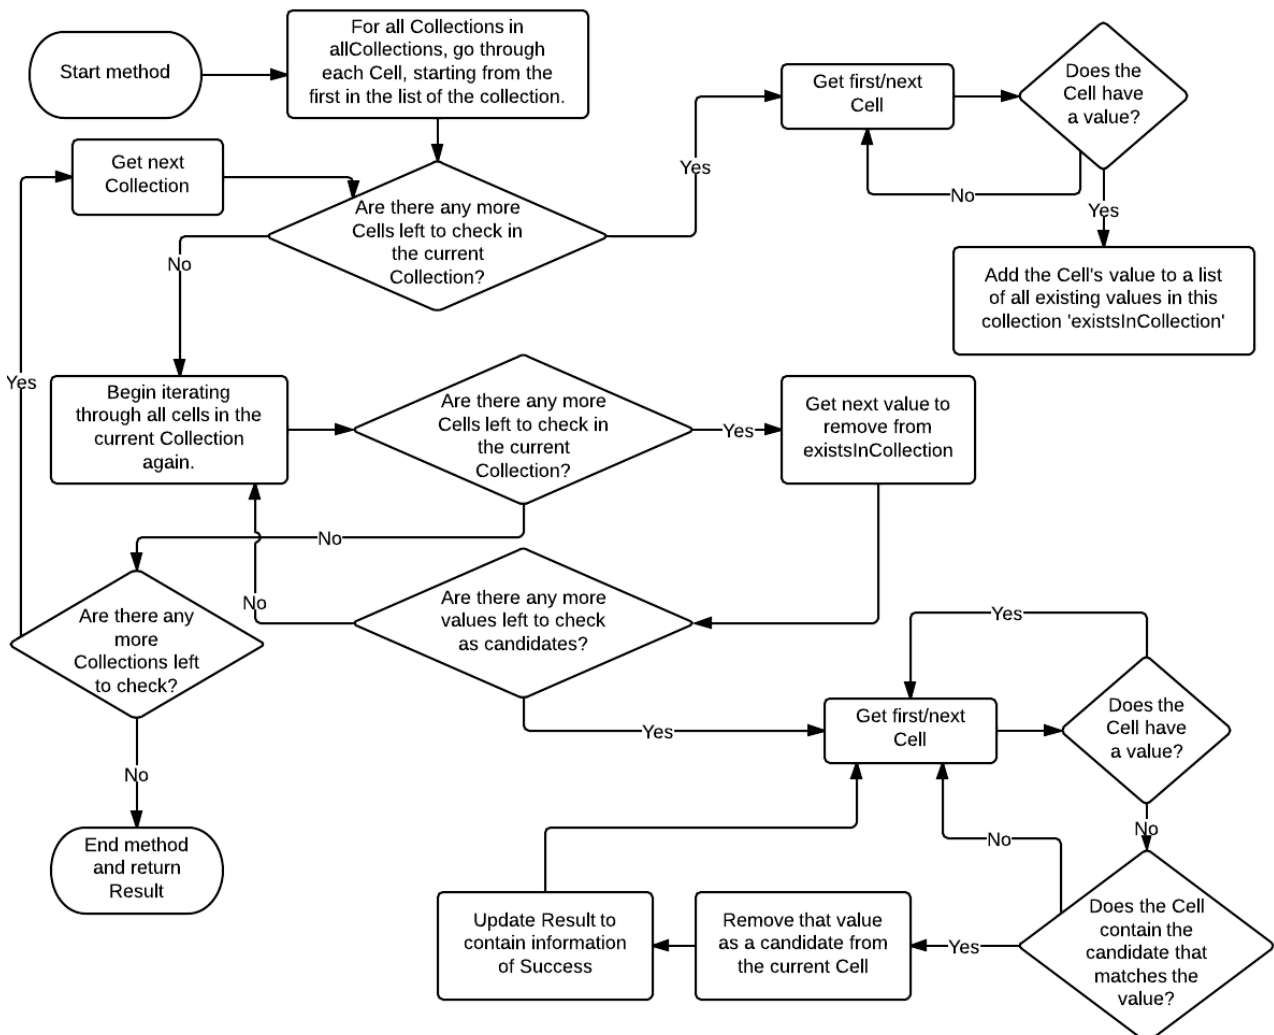 Start method
For all Collections in
allCollections, go through
each Cell, starting from the
first in the list of the collection.
Get first/next
Cell
Does the
Cell have
a value?
Get next
Collection
Yes
No
Yes
Are there any more
Cells left to check in
the current
Collection?
No
Add the Cell's value to a list
of all existing values in this
collection 'existsInCollection'
Yes
Begin iterating
through all cells in the
current Collection
again.
Are there any more
Cells left to check in
the current
Collection?
Yes
Get next value to
remove from
existsInCollection
No
No
Are there any more
values left to check
as candidates?
Are there any
more
Collections left
to check?
Yes
Yes
Get first/next
Cell
Does the
Cell have
a value?
No
No
No
End method
and return
Result
Update Result to
contain information
of Success
Remove that value
as a candidate from
the current Cell
Yes
Does the Cell
contain the
candidate that
matches the
value?